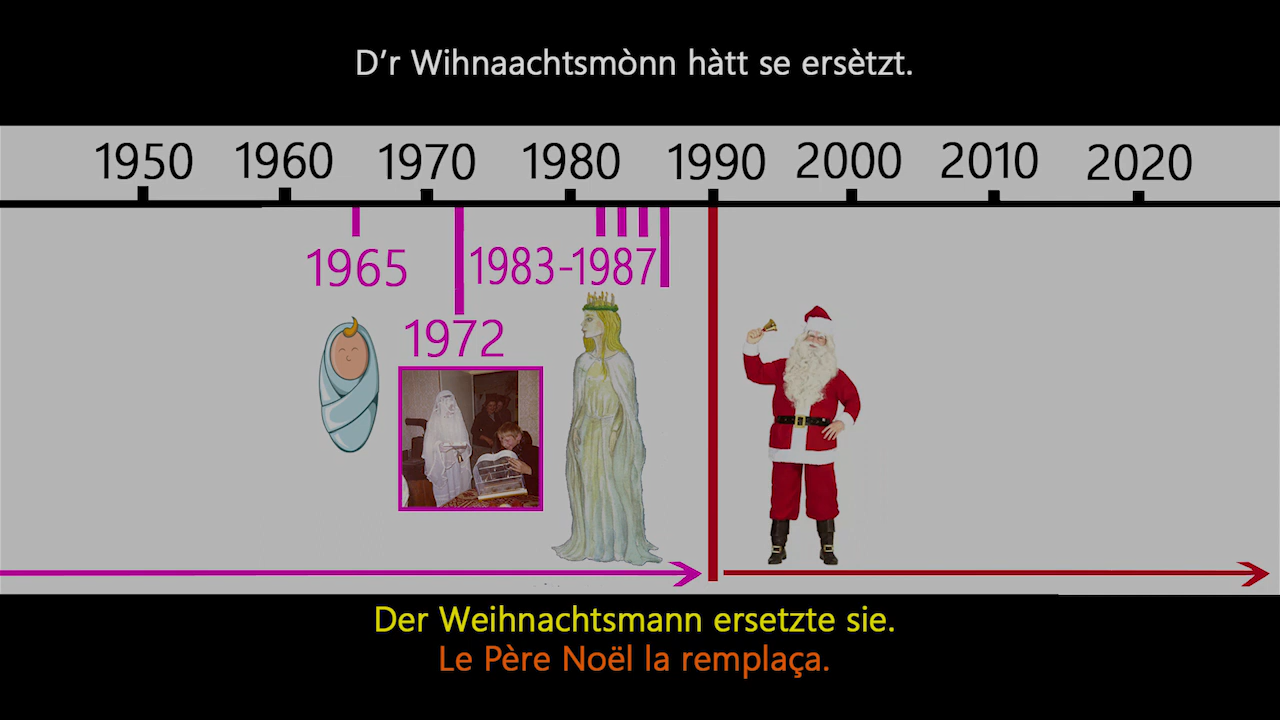 D’r Wihnaachtsmònn hàtt se ersètzt.
1950 1960 1970 1980 1990 2000 2010 2020
1965 1983-1987
1972
Der Weihnachtsmann ersetzte sie.
Le Père Noël la remplaça.